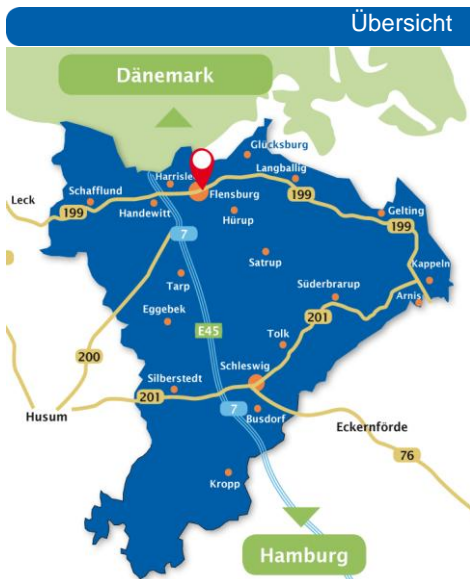 Übersicht
Dänemark
Glücksburg
Harrisle
Langballig
Leck
Schafflund
Flensburg
199
199
Handewitt
Hürup
Gelting
7
199
Satrup
Kappeln
Tarp
Süderbrarup
Arnis
Eggebek
201
E45
Tolk
200
Schleswig
Silberstedt
201
Husum
7
Busdorf
Eckernförde
76
Kropp
Hamburg